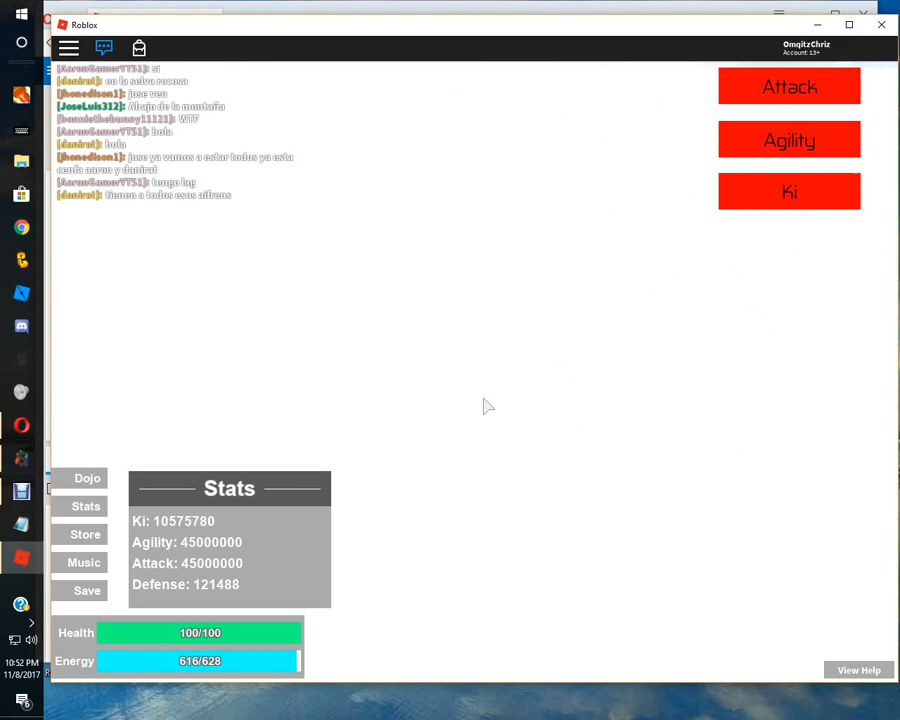 Roblox
OmqitzChriz
Account: 13+
[AaronGamerYT51]: si
[danirat]: en la selva rocosa
[jhonedison1]: jose ven
[JoseLuis312]: Abajo de la montaña
[bonniethebunny11121]: WTF
[AaronGamerYT51]: hola
[danirat]: hola
[jhonedison1]: jose ya vamos a estar todos ya esta
cenfa aaron y danirat
[AaronGamerYT51]: tengo lag
[danirat]: tienen a todos esos aifrens
Attack
Agility
Ki
Dojo
Stats
Store
Music
Save
Stats
Ki: 10575780
Agility: 45000000
Attack: 45000000
Defense: 121488
Health 100/100
Energy 616/628
View Help
10:52 PM
11/8/2017
6